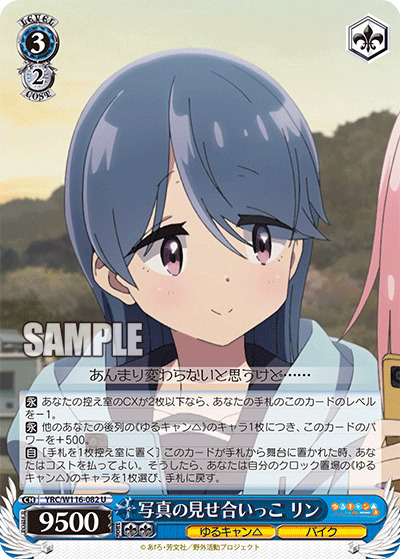 LEVEL
3
2
COST
SAMPLE
あんまり変わらないと思うけど……
永 あなたの控え室のCXが2枚以下なら、あなたの手札のこのカードのレベル
を－1。
永 他のあなたの後列の《ゆるキャン△》のキャラ1枚につき、このカードのパ
ワーを＋500。
自 [手札を1枚控え室に置く] このカードが手札から舞台に置かれた時、あな
たはコストを払ってよい。そうしたら、あなたは自分のクロック置場の《ゆるキ
ャン△》のキャラを1枚選び、手札に戻す。
CH YRC/W116-082 U
写真の見せ合いっこ リン
9500
ゆるキャン△
バイク
©あfろ・芳文社／野外活動プロジェクト